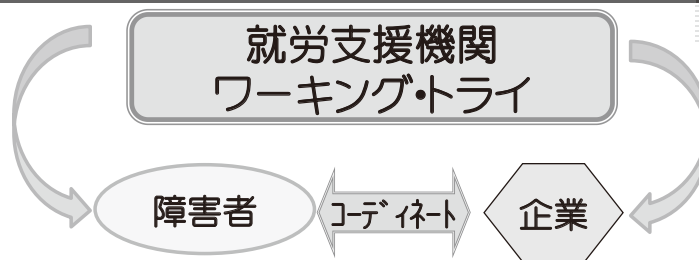 就労支援機関
ワーキング・トライ
障害者
コーディネート
企業